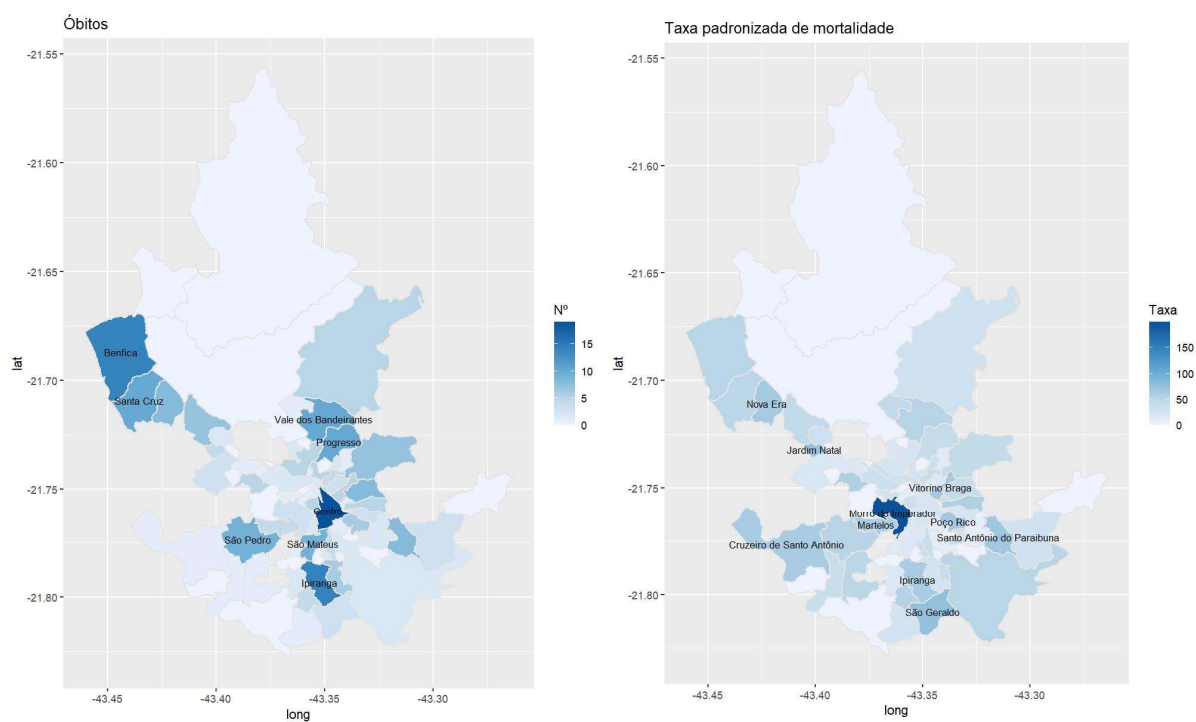 Óbitos
-21.55
-21.60
-21.65
-21.70
-21.75
-21.80
lat
Benfica
Santa Cruz
Vale dos Bandeirantes
Progresso
Centro
São Pedro
São Mateus
Ipiranga
-43.45
-43.40
-43.35
-43.30
long
Nº
15
10
5
0
Taxa padronizada de mortalidade
-21.55
-21.60
-21.65
-21.70
-21.75
-21.80
lat
Nova Era
Jardim Natal
Vitorino Braga
Morro do Imperador
Martelos
Poço Rico
Cruzeiro de Santo Antônio
Santo Antônio do Paraibuna
Ipiranga
São Geraldo
-43.45
-43.40
-43.35
-43.30
long
Taxa
150
100
50
0